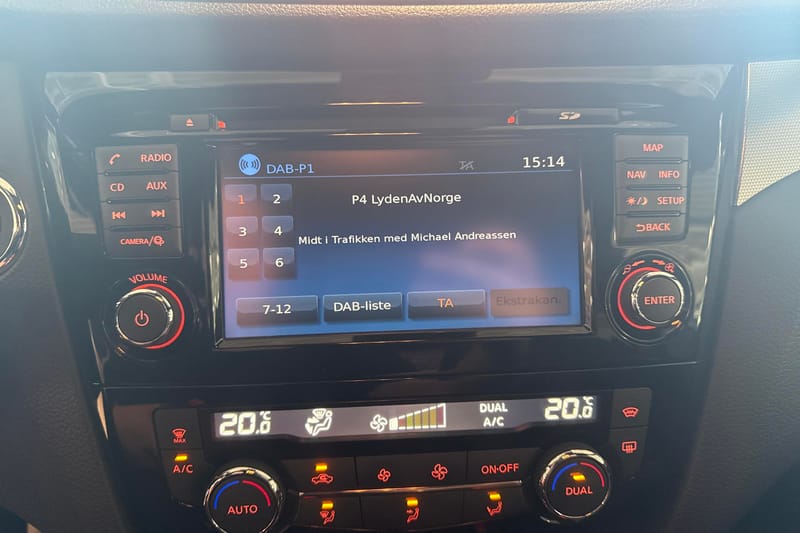 SD
RADIO
CD AUX
CAMERA/
VOLUME
DAB-P1
TA
15:14
1 2
3 4
5 6
P4 LydenAvNorge
Midt i Trafikken med Michael Andreassen
7-12
DAB-liste
TA
Ekstrakan.
MAP
NAV INFO
SETUP
BACK
ENTER
20.0 °C
DUAL
A/C
20.0 °C
MAX
A/C
AUTO
ON·OFF
DUAL